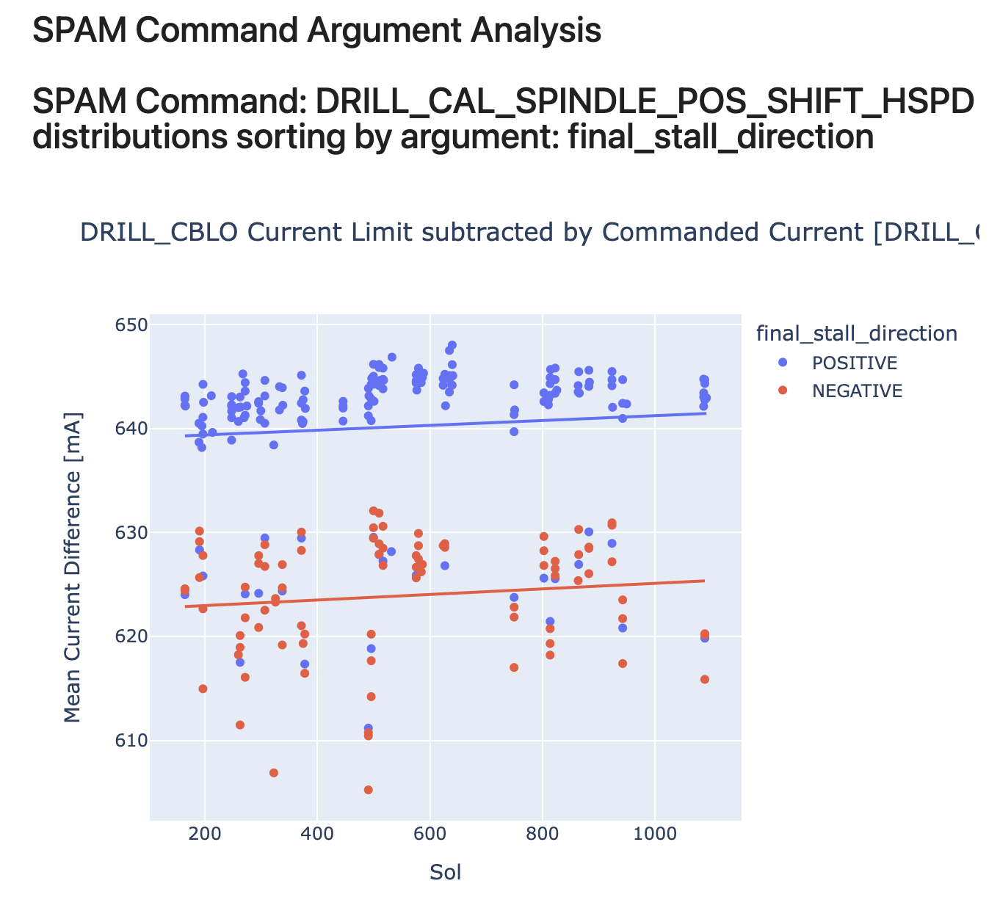 SPAM Command Argument Analysis
SPAM Command: DRILL_CAL_SPINDLE_POS_SHIFT_HSPD
distributions sorting by argument: final_stall_direction
DRILL_CBLO Current Limit subtracted by Commanded Current [DRILL_
650
640
630
620
610
Mean Current Difference [mA]
200 400 600 800 1000
Sol
final_stall_direction
POSITIVE
NEGATIVE